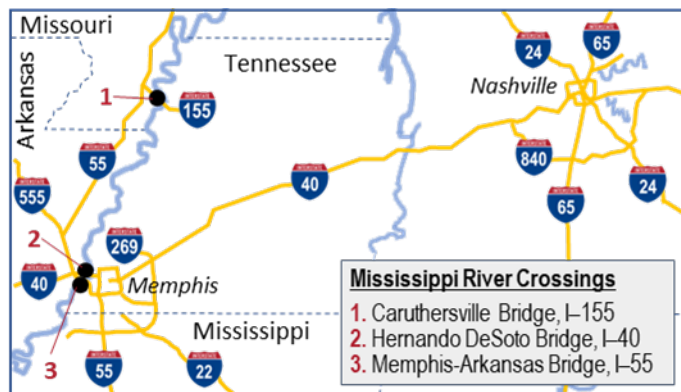 Missouri
Arkansas
Tennessee
Nashville
24
65
1
155
55
840
555
40
24
65
2
269
40
Memphis
3
Mississippi
55
22
Mississippi River Crossings
1. Caruthersville Bridge, I–155
2. Hernando DeSoto Bridge, I–40
3. Memphis-Arkansas Bridge, I–55